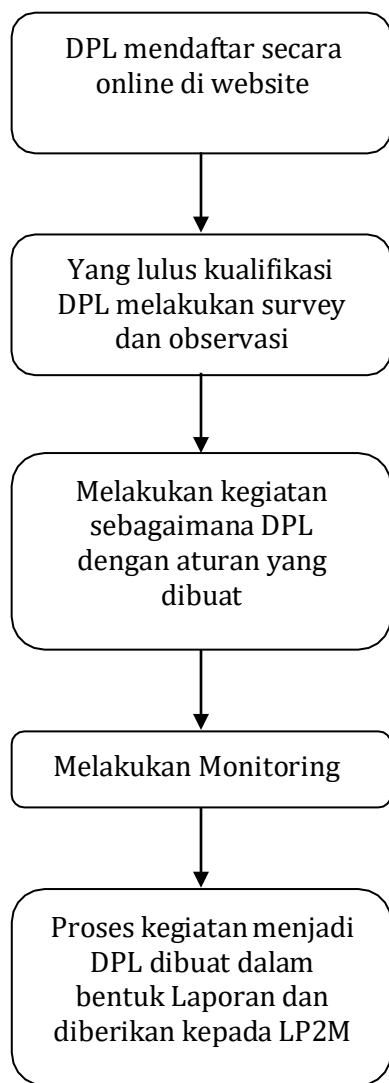 DPL mendaftar secara
online di website
Yang lulus kualifikasi
DPL melakukan survey
dan observasi
Melakukan kegiatan
sebagaimana DPL
dengan aturan yang
dibuat
Melakukan Monitoring
Proses kegiatan menjadi
DPL dibuat dalam
bentuk Laporan dan
diberikan kepada LP2M